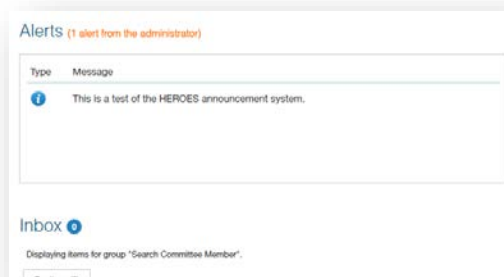 Alerts (1 alert from the administrator)
Type Message
This is a test of the HEROES announcement system.
Inbox 0
Displaying items for group "Search Committee Member".